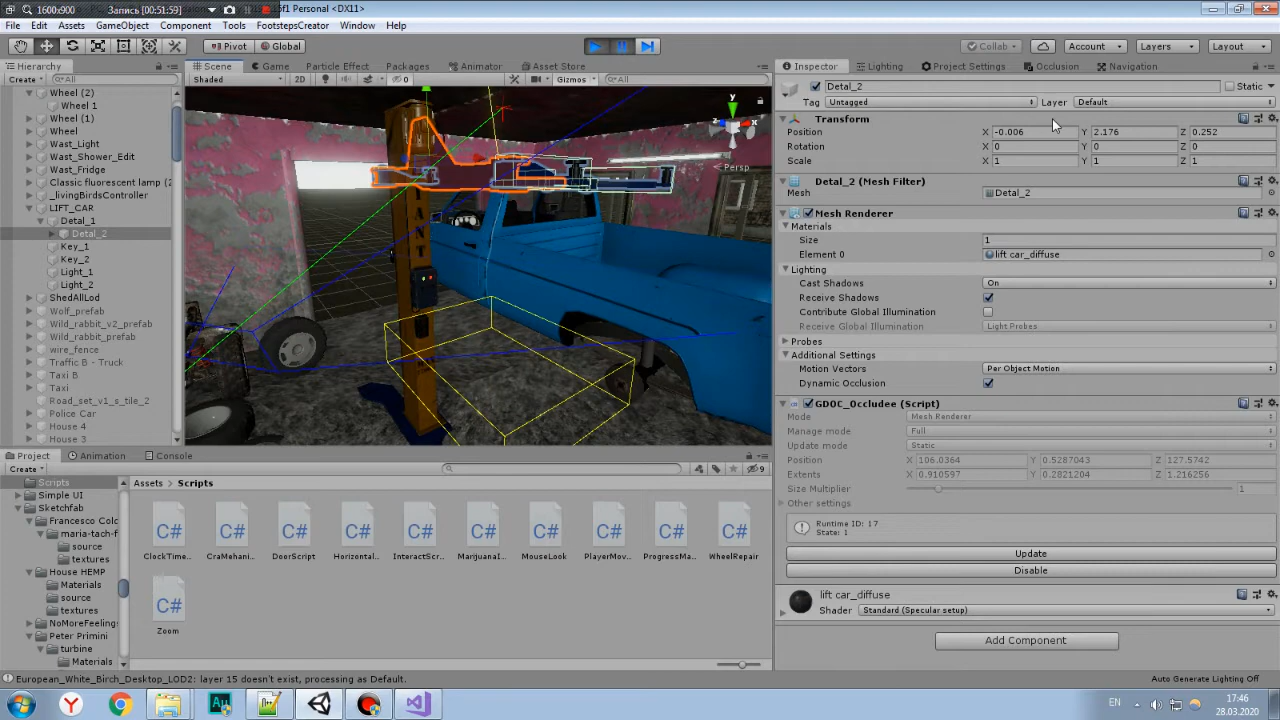 1600x900 Запись [00:51:59] 5f1 Personal <DX11>
File Edit Assets GameObject Component Tools FootstepsCreator Window Help
Pivot Global Collab Account Layers Layout
Hierarchy Scene Game Particle Effect Packages Animator Asset Store Inspector Lighting Project Settings Occlusion Navigation
Create All Shaded 2D 0 Gizmos All
Detal_2 Static
Tag Untagged Layer Default
Wheel (2)
Wheel 1
Wheel (1)
Wheel
Wast_Light
Wast_Shower_Edit
Wast_Fridge
Classic fluorescent lamp (2
_livingBirdsController
LIFT_CAR
Detal_1
Detal_2
Key_1
Key_2
Light_1
Light_2
ShedAllLod
Wolf_prefab
Wild_rabbit_v2_prefab
Wild_rabbit_prefab
wire_fence
Traffic B - Truck
Taxi B
Taxi
Road_set_v1_s_tile_2
Police Car
House 4
House 3
y
x
Persp
Transform
Position X -0.006 Y 2.176 Z 0.252
Rotation X 0 Y 0 Z 0
Scale X 1 Y 1 Z 1
Detal_2 (Mesh Filter)
Mesh Detal_2
Mesh Renderer
Materials
Size 1
Element 0 lift car_diffuse
Lighting
Cast Shadows On
Receive Shadows
Contribute Global Illumination
Receive Global Illumination Light Probes
Probes
Additional Settings
Motion Vectors Per Object Motion
Dynamic Occlusion
GDOC_Occludee (Script)
Mode Mesh Renderer
Manage mode Full
Update mode Static
Position X 106.0364 Y 0.5287043 Z 127.5742
Extents X 0.910597 Y 0.2821204 Z 1.216256
Size Multiplier 1
Other settings
Runtime ID: 17
State: 1
Update
Disable
lift car_diffuse
Shader Standard (Specular setup)
Add Component
Project Animation Console
Create 9
Scripts
Simple UI
Sketchfab
Francesco Colc
maria-tach-f
source
textures
House HEMP
Materials
source
textures
NoMoreFeeling
Peter Primini
turbine
Materials
Assets Scripts
ClockTime... CraMehani... DoorScript Horizontal... InteractScr... MarijuanaI... MouseLook PlayerMov... ProgressMa... WheelRepair
Zoom
European_White_Birch_Desktop_LOD2: layer 15 doesn't exist, processing as Default. Auto Generate Lighting Off
EN 17:46
28.03.2020